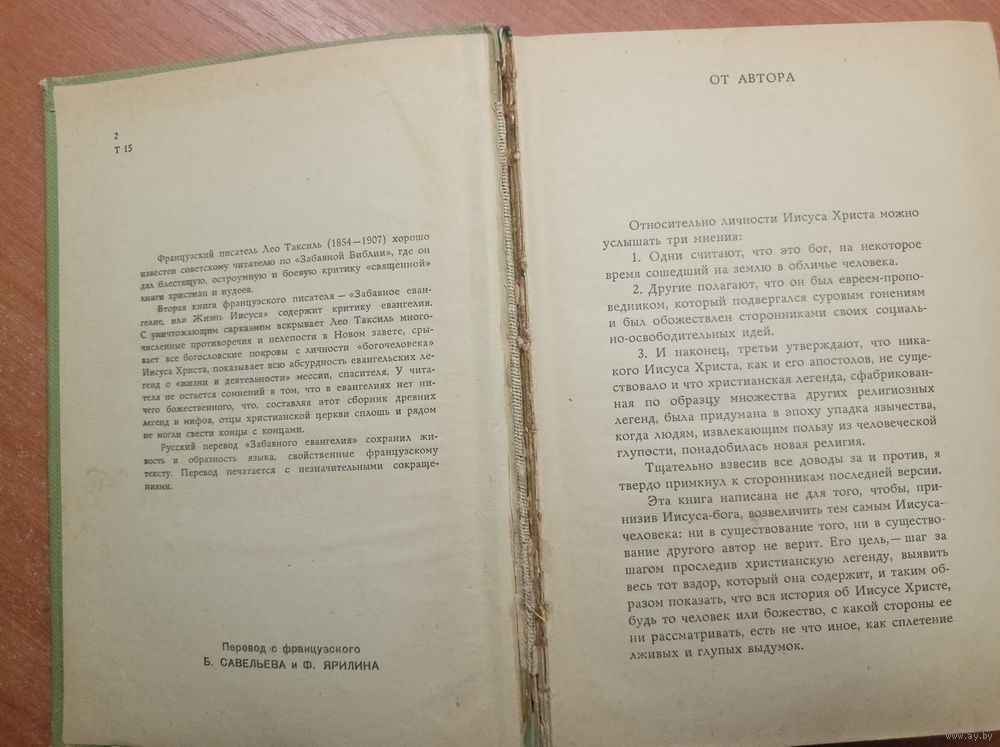 2
Т 15
Французский писатель Лео Таксиль (1854—1907) хорошо
известен советскому читателю по «Забавной Библии», где он
дал блестящую, остроумную и боевую критику «священной»
книги христиан и иудеев.
Вторая книга французского писателя — «Забавное еван-
гелие, или Жизнь Иисуса» содержит критику евангелия.
С уничтожающим сарказмом вскрывает Лео Таксиль много-
численные противоречия и нелепости в Новом завете, сры-
вает все богословские покровы с личности «богочеловека»
Иисуса Христа, показывает всю абсурдность евангельских ле-
генд о «жизни и деятельности» мессии, спасителя. У чита-
теля не остается сомнений в том, что в евангелиях нет ни-
чего божественного, что, составляя этот сборник древних
легенд и мифов, отцы христианской церкви сплошь и рядом
не могли свести концы с концами.
Русский перевод «Забавного евангелия» сохранил жи-
вость и образность языка, свойственные французскому
тексту. Перевод печатается с незначительными сокраще-
ниями.
Перевод с французского
Б. САВЕЛЬЕВА и Ф. ЯРИЛИНА
ОТ АВТОРА
Относительно личности Иисуса Христа можно
услышать три мнения:
1. Одни считают, что это бог, на некоторое
время сошедший на землю в обличье человека.
2. Другие полагают, что он был евреем-пропо-
ведником, который подвергался суровым гонениям
и был обожествлен сторонниками своих социаль-
но-освободительных идей.
3. И наконец, третьи утверждают, что ника-
кого Иисуса Христа, как и его апостолов, не суще-
ствовало и что христианская легенда, сфабрикован-
ная по образцу множества других религиозных
легенд, была придумана в эпоху упадка язычества,
когда людям, извлекающим пользу из человеческой
глупости, понадобилась новая религия.
Тщательно взвесив все доводы за и против, я
твердо примкнул к сторонникам последней версии.
Эта книга написана не для того, чтобы, при-
низив Иисуса-бога, возвеличить тем самым Иисуса-
человека: ни в существование того, ни в существо-
вание другого автор не верит. Его цель,— шаг за
шагом проследив христианскую легенду, выявить
весь тот вздор, который она содержит, и таким об-
разом показать, что вся история об Иисусе Христе,
будь то человек или божество, с какой стороны ее
ни рассматривать, есть не что иное, как сплетение
лживых и глупых выдумок.
www.ay.by